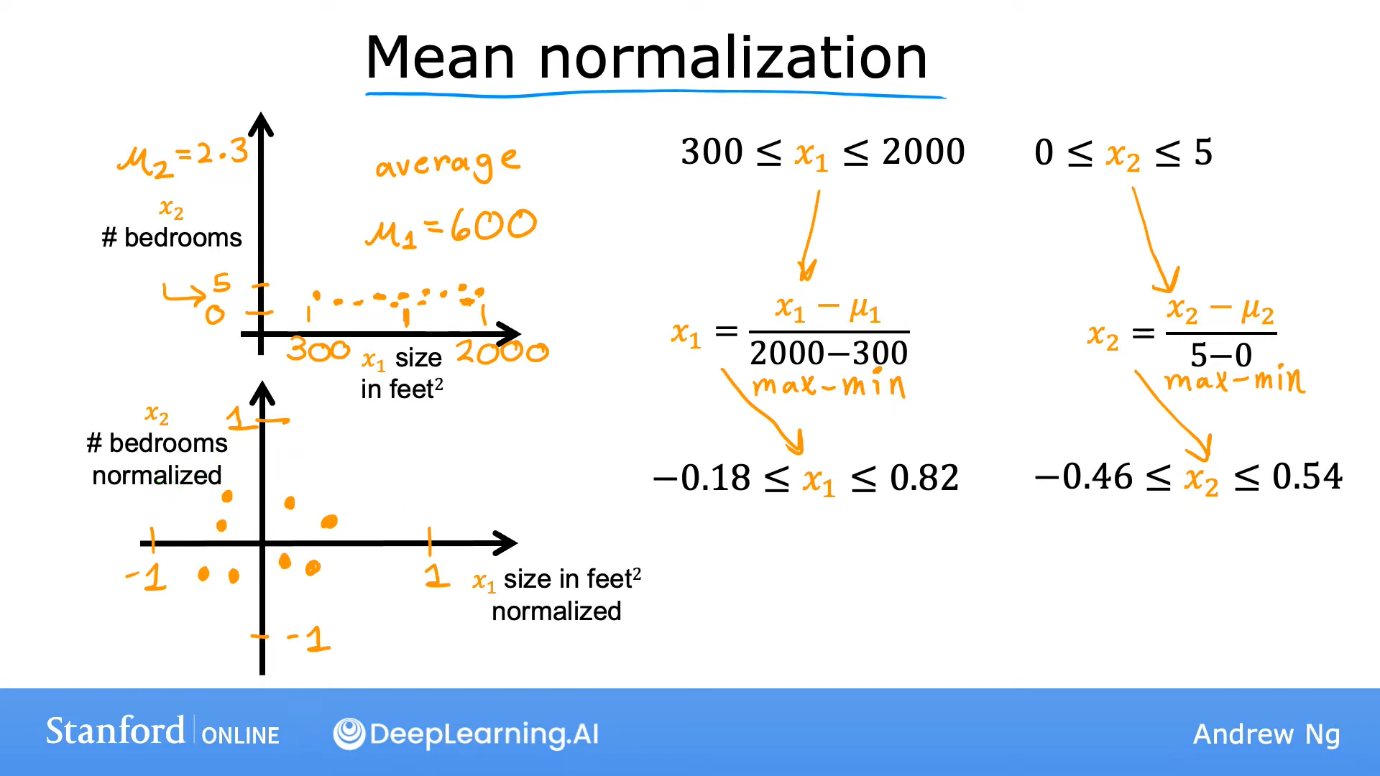 Mean normalization
μ₂ = 2.3
average
μ₁ = 600
x₂
# bedrooms
5
0
300
2000
x₁ size
in feet²
300 ≤ x₁ ≤ 2000
x₁ = (x₁ − μ₁) / (2000−300)
max-min
−0.18 ≤ x₁ ≤ 0.82
0 ≤ x₂ ≤ 5
x₂ = (x₂ − μ₂) / (5−0)
max-min
−0.46 ≤ x₂ ≤ 0.54
x₂
# bedrooms
normalized
1
-1
1
-1
x₁ size in feet²
normalized
Stanford | ONLINE
DeepLearning.AI
Andrew Ng